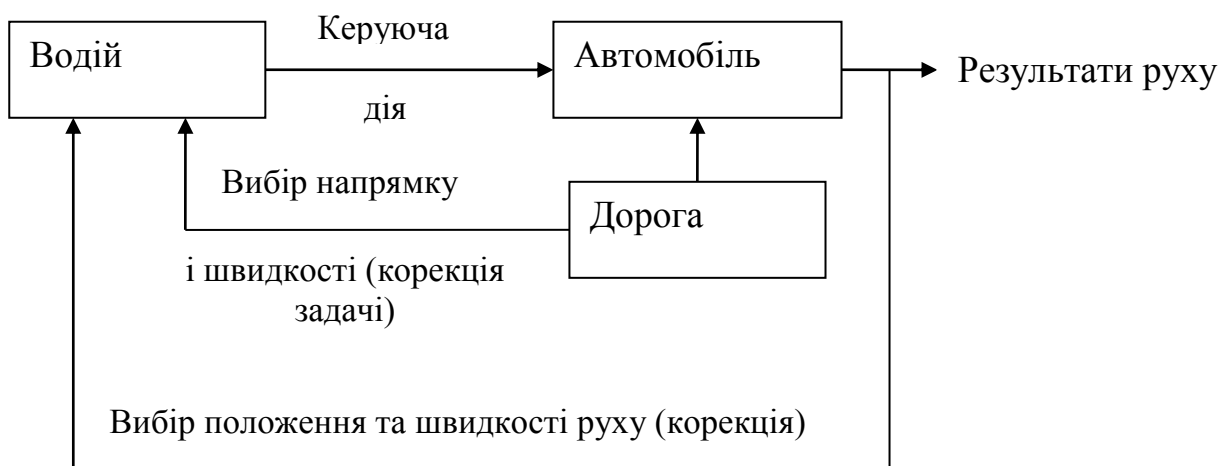 Керуюча
Водій
Автомобіль
Результати руху
дія
Вибір напрямку
Дорога
і швидкості (корекція
задачі)
Вибір положення та швидкості руху (корекція)